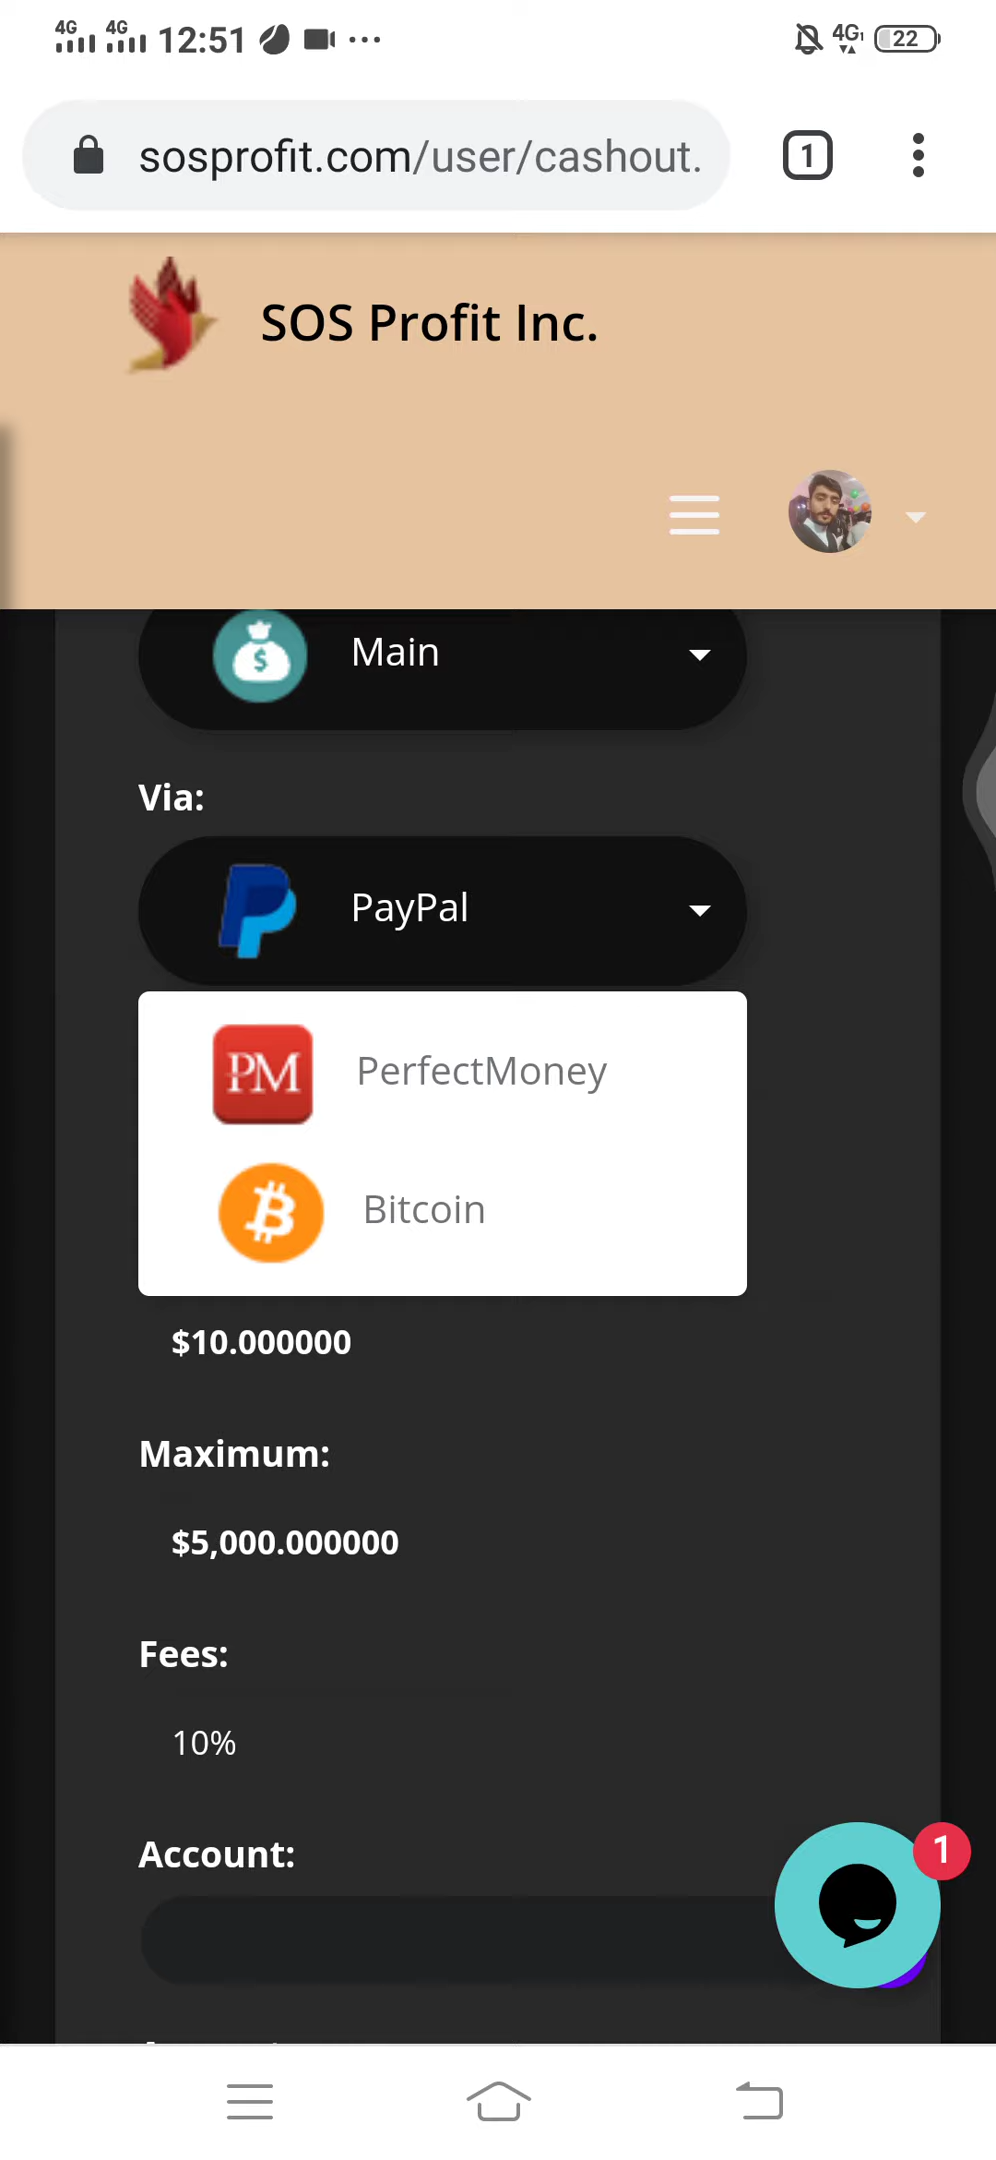 4G 4G 12:51 ... 4G 22
sosprofit.com/user/cashout.
1
SOS Profit Inc.
$ Main
Via:
PayPal
PM PerfectMoney
Bitcoin
$10.000000
Maximum:
$5,000.000000
Fees:
10%
Account:
1